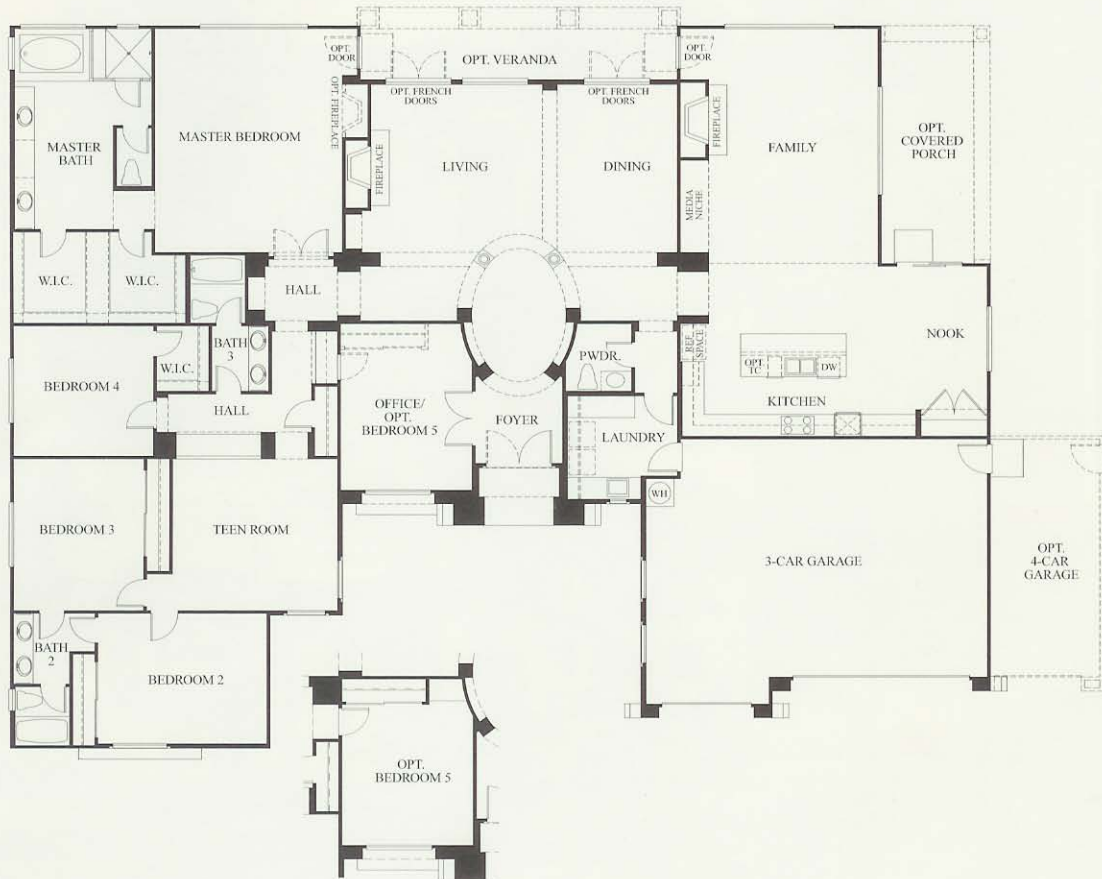 OPT.
DOOR
OPT. VERANDA
OPT.
DOOR
OPT. FRENCH
DOORS
OPT. FRENCH
DOORS
OPT. FIREPLACE
MASTER
BATH
MASTER BEDROOM
FIREPLACE
LIVING
DINING
FIREPLACE
FAMILY
OPT.
COVERED
PORCH
MEDIA
NICHE
W.I.C.
W.I.C.
HALL
BATH
3
W.I.C.
BEDROOM 4
HALL
OFFICE/
OPT.
BEDROOM 5
FOYER
PWDR.
REF.
SPACE
NOOK
OPT.
TC
DW
KITCHEN
LAUNDRY
WH
BEDROOM 3
TEEN ROOM
3-CAR GARAGE
OPT.
4-CAR
GARAGE
BATH
2
BEDROOM 2
OPT.
BEDROOM 5